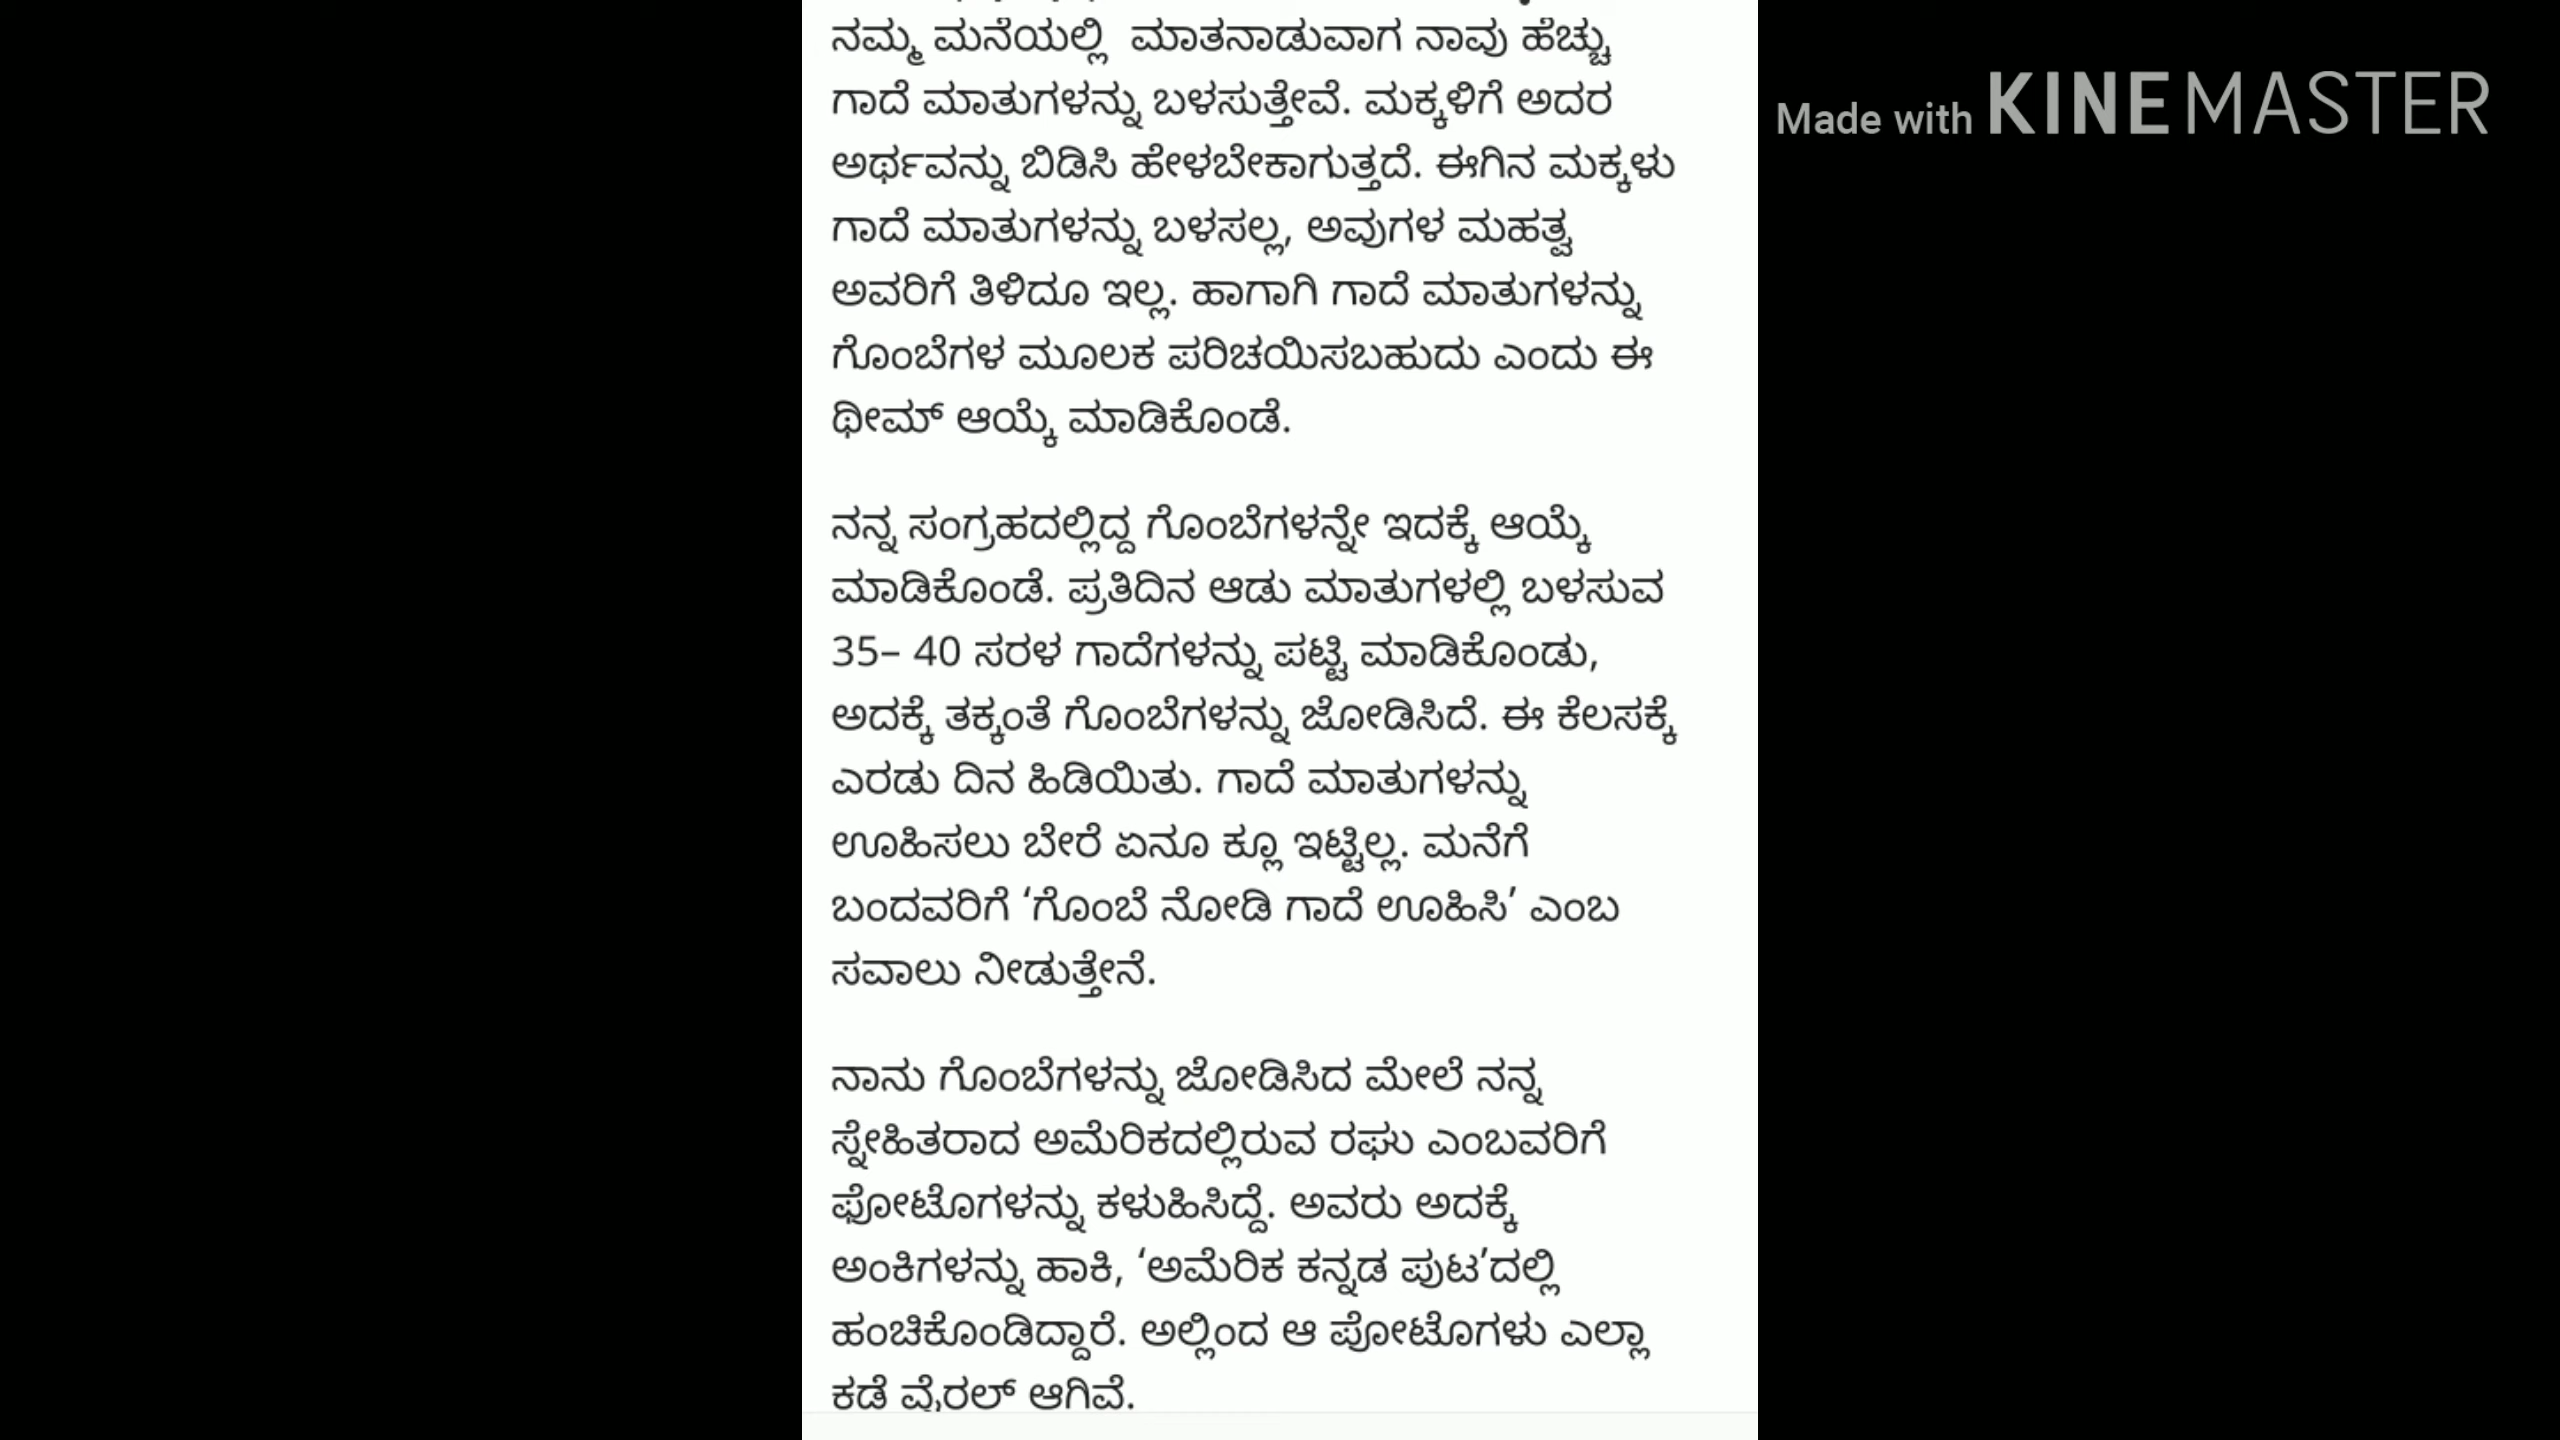 ನಮ್ಮ ಮನೆಯಲ್ಲಿ ಮಾತನಾಡುವಾಗ ನಾವು ಹೆಚ್ಚು
ಗಾದೆ ಮಾತುಗಳನ್ನು ಬಳಸುತ್ತೇವೆ. ಮಕ್ಕಳಿಗೆ ಅದರ
ಅರ್ಥವನ್ನು ಬಿಡಿಸಿ ಹೇಳಬೇಕಾಗುತ್ತದೆ. ಈಗಿನ ಮಕ್ಕಳು
ಗಾದೆ ಮಾತುಗಳನ್ನು ಬಳಸಲ್ಲ, ಅವುಗಳ ಮಹತ್ವ
ಅವರಿಗೆ ತಿಳಿದೂ ಇಲ್ಲ. ಹಾಗಾಗಿ ಗಾದೆ ಮಾತುಗಳನ್ನು
ಗೊಂಬೆಗಳ ಮೂಲಕ ಪರಿಚಯಿಸಬಹುದು ಎಂದು ಈ
ಥೀಮ್ ಆಯ್ಕೆ ಮಾಡಿಕೊಂಡೆ.
ನನ್ನ ಸಂಗ್ರಹದಲ್ಲಿದ್ದ ಗೊಂಬೆಗಳನ್ನೇ ಇದಕ್ಕೆ ಆಯ್ಕೆ
ಮಾಡಿಕೊಂಡೆ. ಪ್ರತಿದಿನ ಆಡು ಮಾತುಗಳಲ್ಲಿ ಬಳಸುವ
35– 40 ಸರಳ ಗಾದೆಗಳನ್ನು ಪಟ್ಟಿ ಮಾಡಿಕೊಂಡು,
ಅದಕ್ಕೆ ತಕ್ಕಂತೆ ಗೊಂಬೆಗಳನ್ನು ಜೋಡಿಸಿದೆ. ಈ ಕೆಲಸಕ್ಕೆ
ಎರಡು ದಿನ ಹಿಡಿಯಿತು. ಗಾದೆ ಮಾತುಗಳನ್ನು
ಊಹಿಸಲು ಬೇರೆ ಏನೂ ಕ್ಲೂ ಇಟ್ಟಿಲ್ಲ. ಮನೆಗೆ
ಬಂದವರಿಗೆ ‘ಗೊಂಬೆ ನೋಡಿ ಗಾದೆ ಊಹಿಸಿ’ ಎಂಬ
ಸವಾಲು ನೀಡುತ್ತೇನೆ.
ನಾನು ಗೊಂಬೆಗಳನ್ನು ಜೋಡಿಸಿದ ಮೇಲೆ ನನ್ನ
ಸ್ನೇಹಿತರಾದ ಅಮೆರಿಕದಲ್ಲಿರುವ ರಘು ಎಂಬವರಿಗೆ
ಫೋಟೊಗಳನ್ನು ಕಳುಹಿಸಿದ್ದೆ. ಅವರು ಅದಕ್ಕೆ
ಅಂಕಿಗಳನ್ನು ಹಾಕಿ, ‘ಅಮೆರಿಕ ಕನ್ನಡ ಪುಟ’ದಲ್ಲಿ
ಹಂಚಿಕೊಂಡಿದ್ದಾರೆ. ಅಲ್ಲಿಂದ ಆ ಪೋಟೊಗಳು ಎಲ್ಲಾ
ಕಡೆ ವೈರಲ್ ಆಗಿವೆ.
Made with KINEMASTER